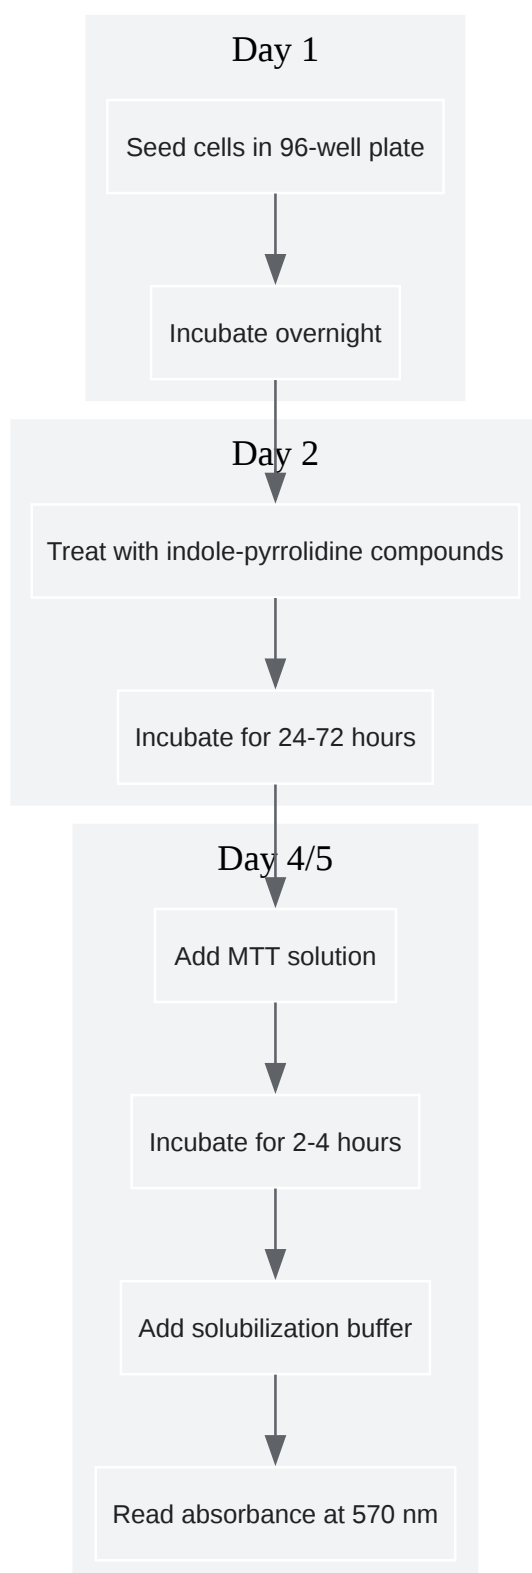 Day 1
Seed cells in 96-well plate
Incubate overnight
Day 2
Treat with indole-pyrrolidine compounds
Incubate for 24-72 hours
Day 4/5
Add MTT solution
Incubate for 2-4 hours
Add solubilization buffer
Read absorbance at 570 nm